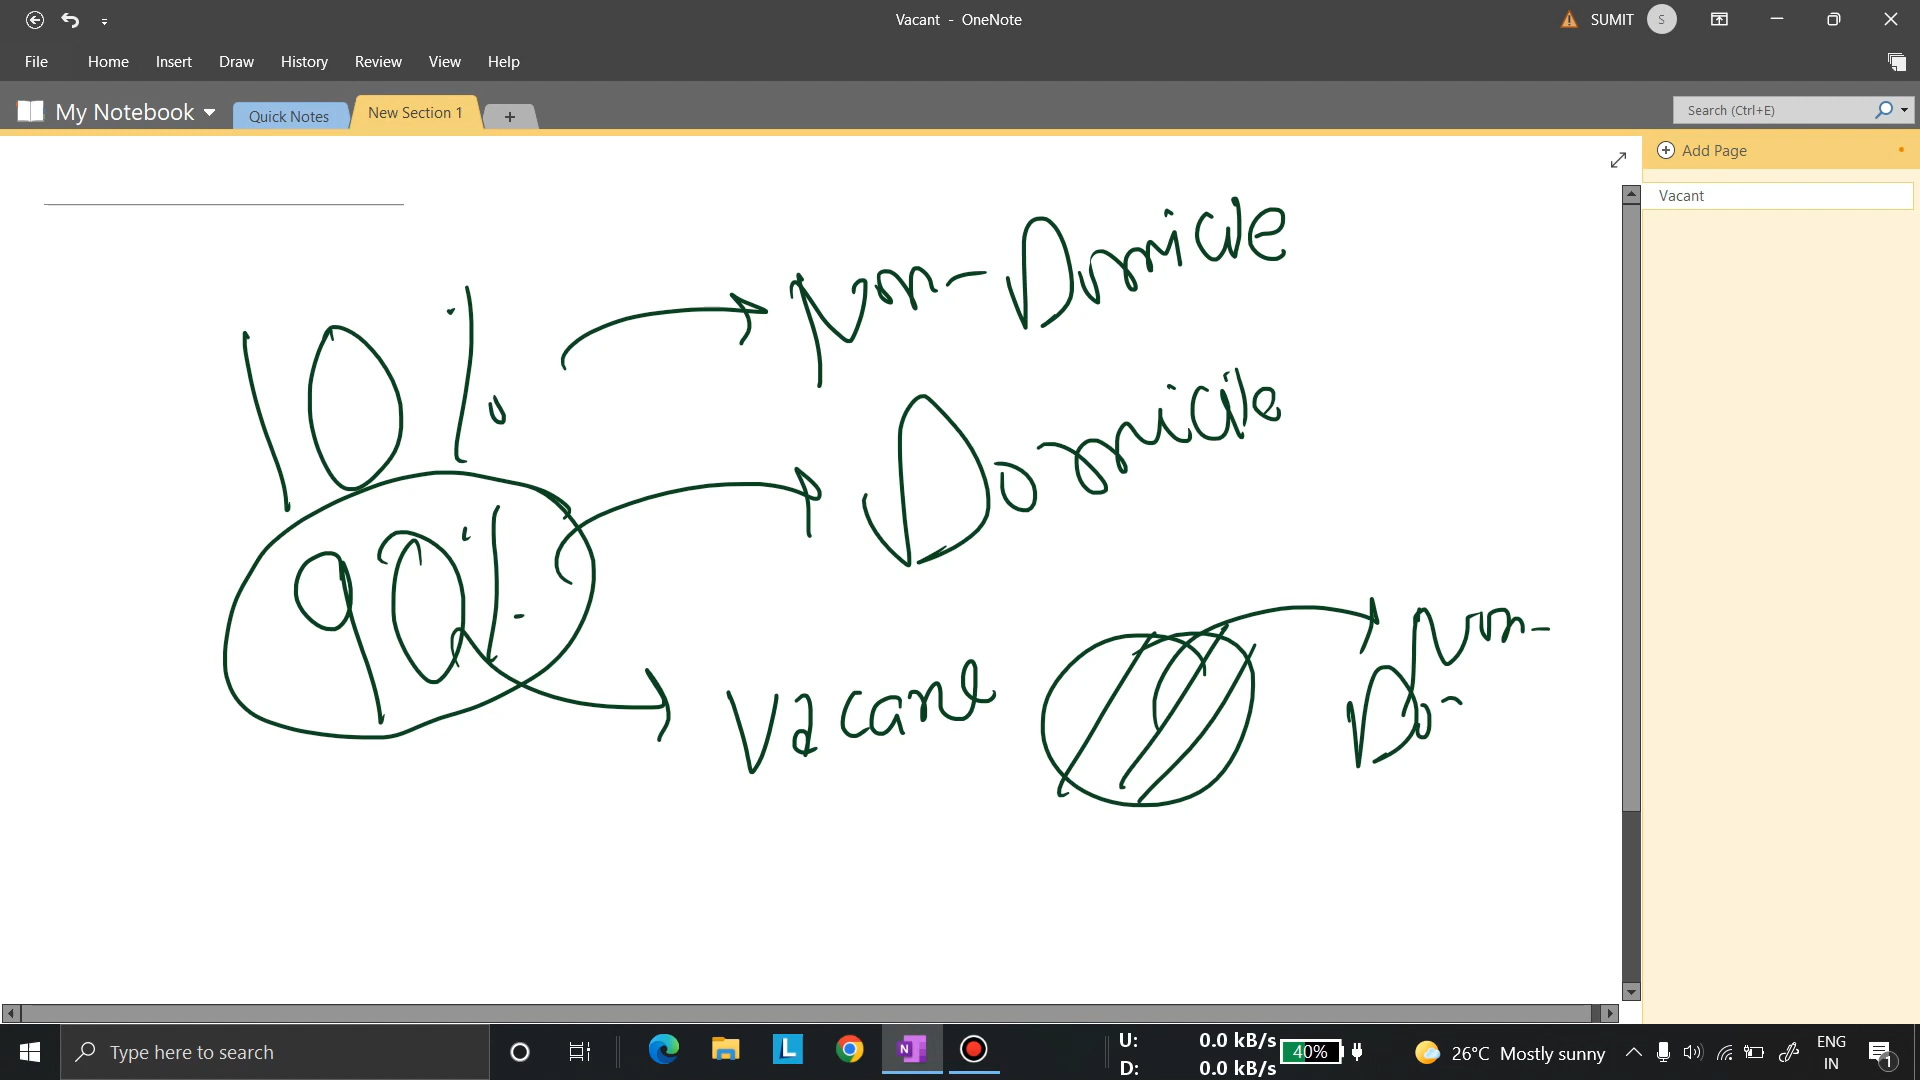 Vacant - OneNote
SUMIT S
File Home Insert Draw History Review View Help
My Notebook Quick Notes New Section 1 +
Search (Ctrl+E)
Add Page
Vacant
10% Non-Domicile
90% Domicile
Vacant Non-
Do
Type here to search
L
N
U: 0.0 kB/s
D: 0.0 kB/s
40%
26°C Mostly sunny
ENG
IN
1